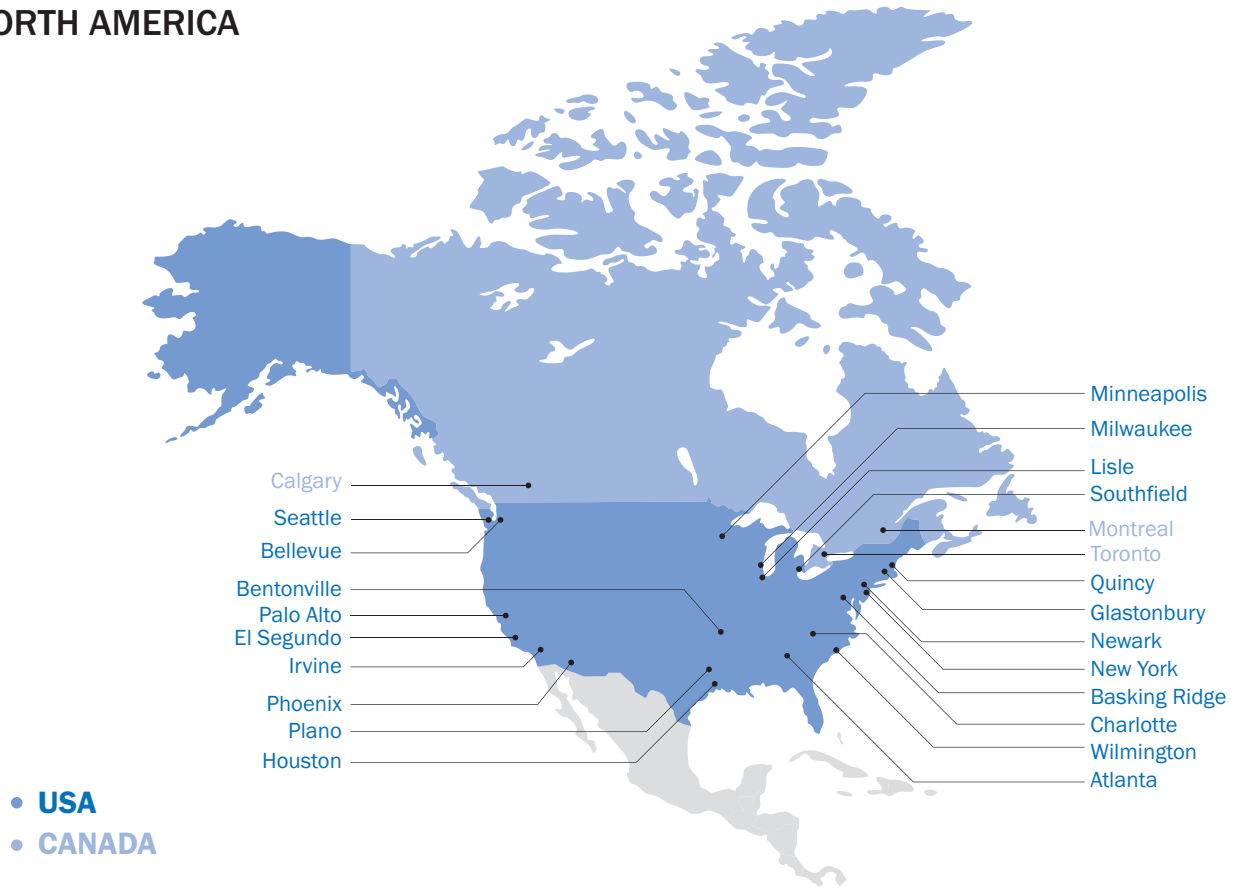 ORTH AMERICA
Calgary
Seattle
Bellevue
Bentonville
Palo Alto
El Segundo
Irvine
Phoenix
Plano
Houston
Minneapolis
Milwaukee
Lisle
Southfield
Montreal
Toronto
Quincy
Glastonbury
Newark
New York
Basking Ridge
Charlotte
Wilmington
Atlanta
USA
CANADA